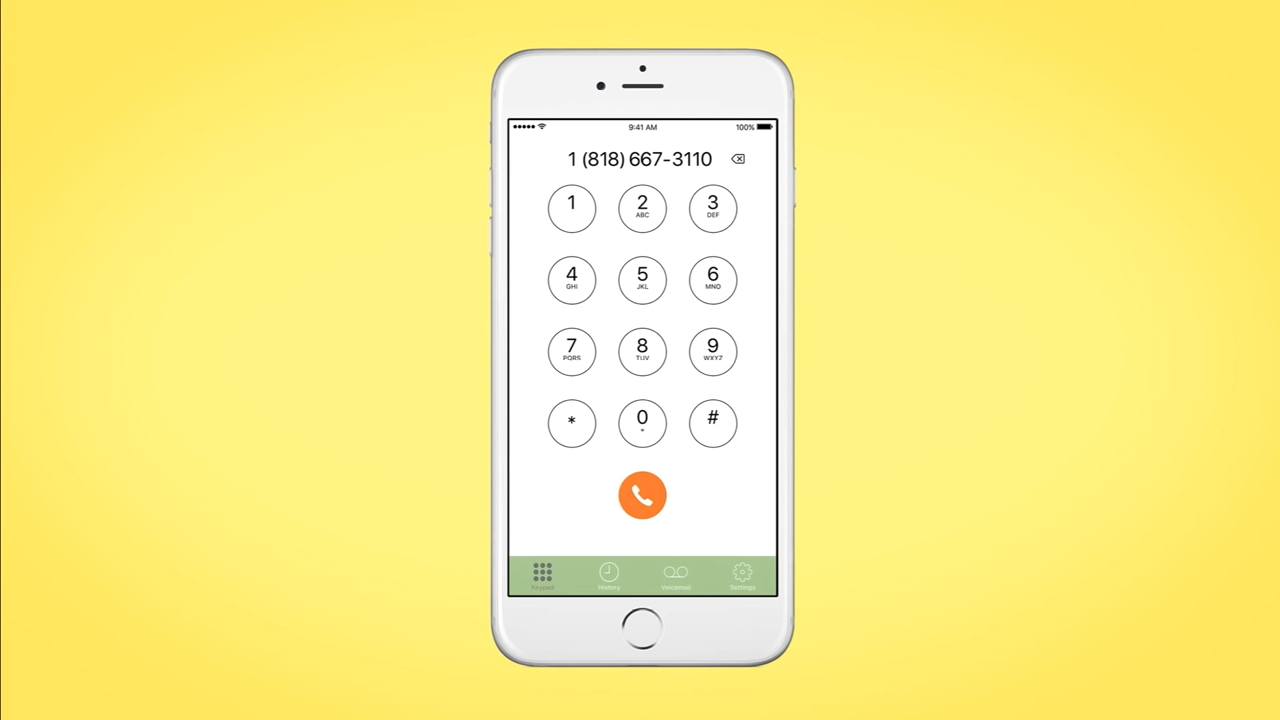 9:41 AM 100%
1 (818) 667-3110
1 2 3
ABC DEF
4 5 6
GHI JKL MNO
7 8 9
PQRS TUV WXYZ
* 0 #
+
Keypad History Voicemail Settings